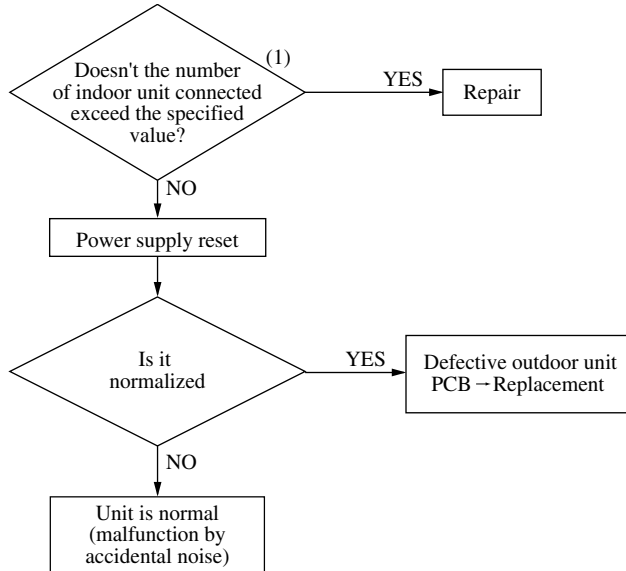 (1)
Doesn't the number
of indoor unit connected
exceed the specified
value?
YES
Repair
NO
Power supply reset
Is it
normalized
YES
Defective outdoor unit
PCB → Replacement
NO
Unit is normal
(malfunction by
accidental noise)